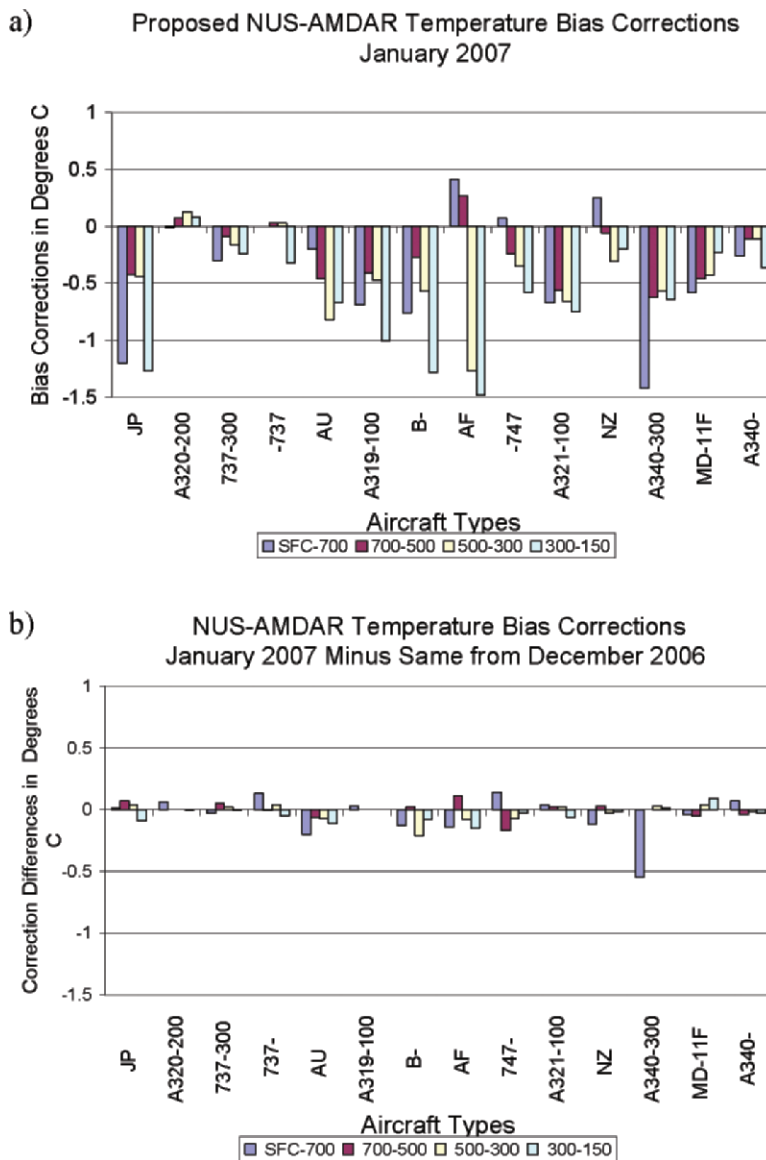 a)
Proposed NUS-AMDAR Temperature Bias Corrections
January 2007
Bias Corrections in Degrees C
1
0.5
0
-0.5
-1
-1.5
JP
A320-200
737-300
-737
AU
A319-100
B-
AF
-747
A321-100
NZ
A340-300
MD-11F
A340-
Aircraft Types
SFC-700 700-500 500-300 300-150
b)
NUS-AMDAR Temperature Bias Corrections
January 2007 Minus Same from December 2006
Correction Differences in Degrees
C
1
0.5
0
-0.5
-1
-1.5
JP
A320-200
737-300
737-
AU
A319-100
B-
AF
747-
A321-100
NZ
A340-300
MD-11F
A340-
Aircraft Types
SFC-700 700-500 500-300 300-150